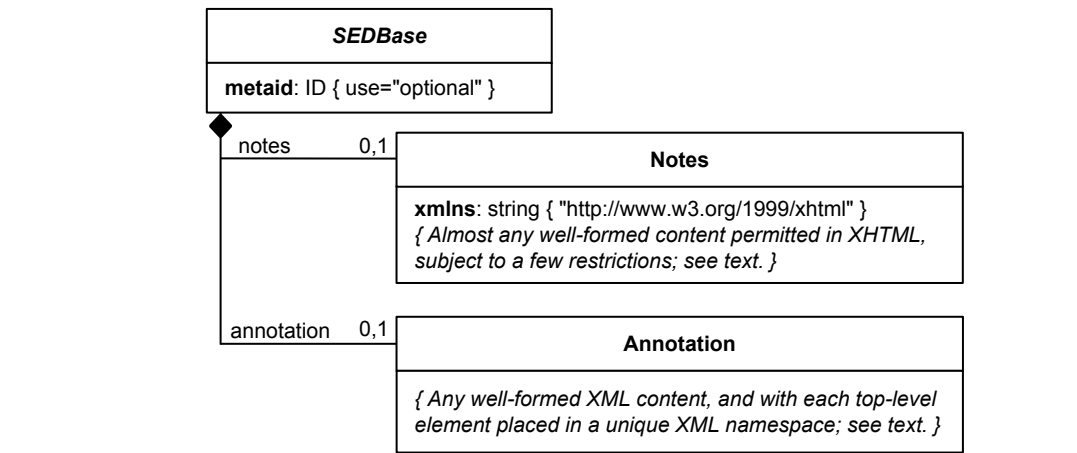 SEDBase
metaid: ID { use="optional" }
notes 0,1
Notes
xmlns: string { "http://www.w3.org/1999/xhtml" }
{ Almost any well-formed content permitted in XHTML,
subject to a few restrictions; see text. }
annotation 0,1
Annotation
{ Any well-formed XML content, and with each top-level
element placed in a unique XML namespace; see text. }